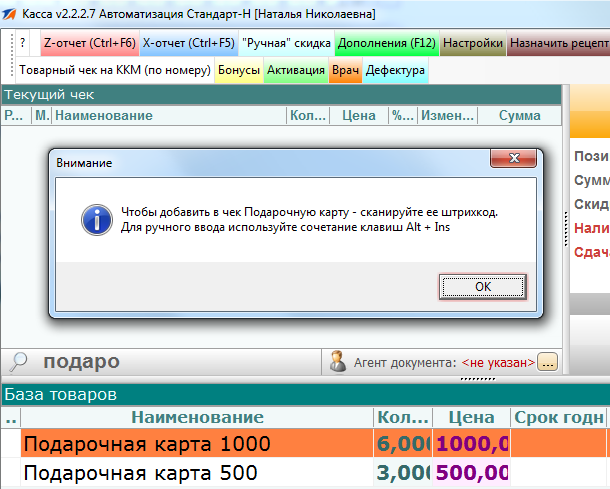 Касса v2.2.2.7 Автоматизация Стандарт-Н [Наталья Николаевна]
? Z-отчет (Ctrl+F6) X-отчет (Ctrl+F5) "Ручная" скидка Дополнения (F12) Настройки Назначить рецепт
Товарный чек на ККМ (по номеру) Бонусы Активация Врач Дефектура
Текущий чек
Р... М. Наименование Кол... Цена %... Измен... Сумма
Внимание
Чтобы добавить в чек Подарочную карту - сканируйте ее штрихкод.
Для ручного ввода используйте сочетание клавиш Alt + Ins
OK
Пози
Сумм
Скид
Нали
Сдача
подаро Агент документа: <не указан> ...
База товаров
.. Наименование Кол... Цена Срок годн
Подарочная карта 1000 6,000 1000,0
Подарочная карта 500 3,000 500,00